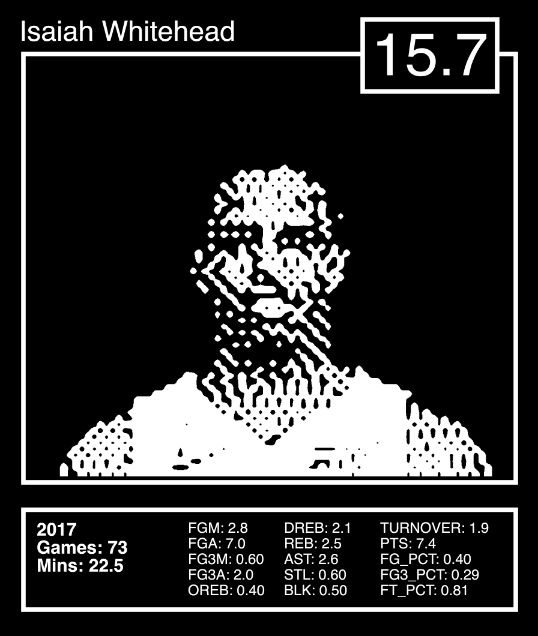 Isaiah Whitehead
15.7
2017
Games: 73
Mins: 22.5
FGM: 2.8
FGA: 7.0
FG3M: 0.60
FG3A: 2.0
OREB: 0.40
DREB: 2.1
REB: 2.5
AST: 2.6
STL: 0.60
BLK: 0.50
TURNOVER: 1.9
PTS: 7.4
FG_PCT: 0.40
FG3_PCT: 0.29
FT_PCT: 0.81